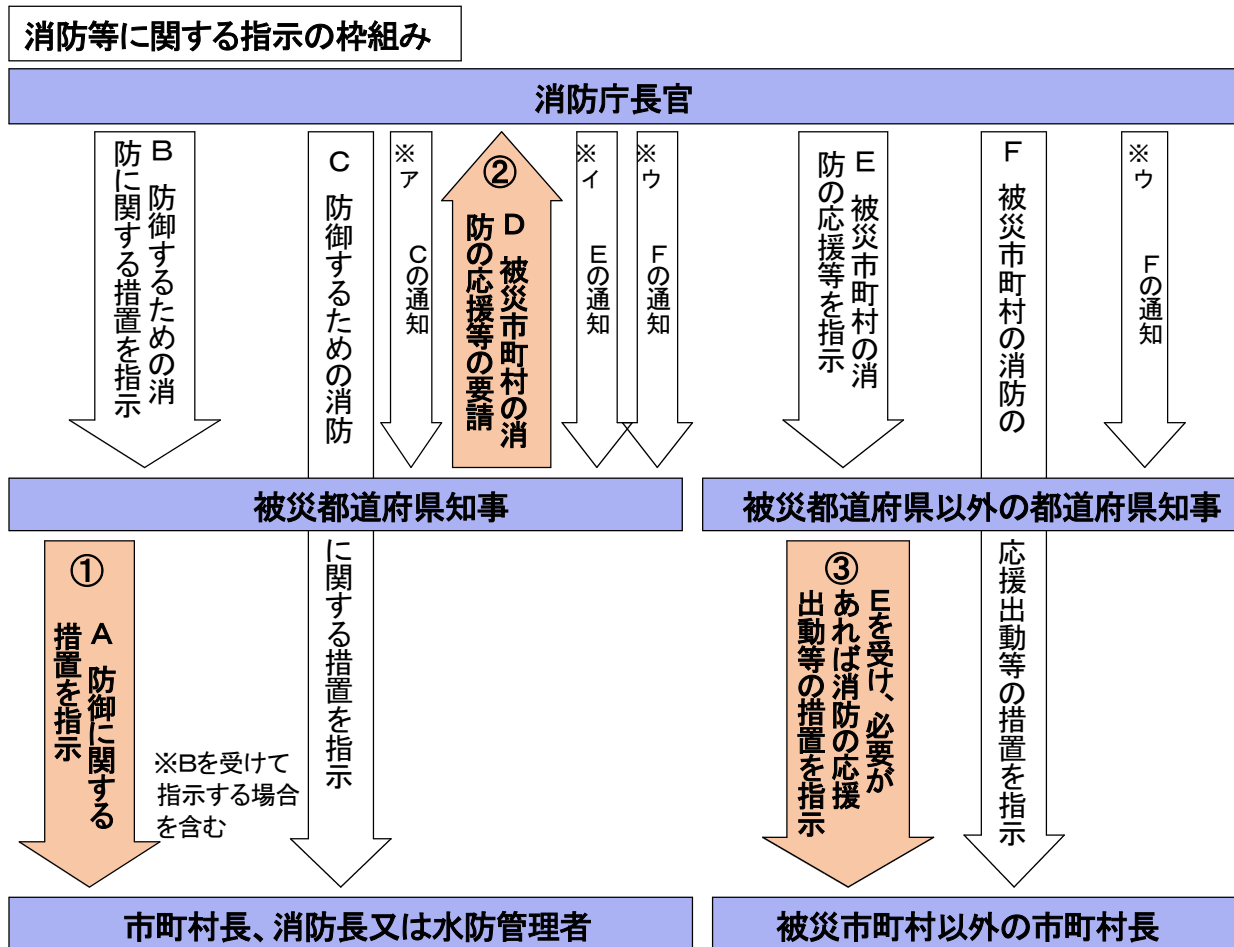 消防等に関する指示の枠組み
消防庁長官
B 防御するための消
防に関する措置を指示
C 防御するための消防
に関する措置を指示
※ア Cの通知
②
D 被災市町村の消
防の応援等の要請
※イ Eの通知
※ウ Fの通知
E 被災市町村の消
防の応援等を指示
F 被災市町村の消防の
応援出動等の措置を指示
※ウ Fの通知
被災都道府県知事
被災都道府県以外の都道府県知事
①
A 防御に関する
措置を指示
※Bを受けて
指示する場合
を含む
③
Eを受け、必要が
あれば消防の応援
出動等の措置を指示
市町村長、消防長又は水防管理者
被災市町村以外の市町村長